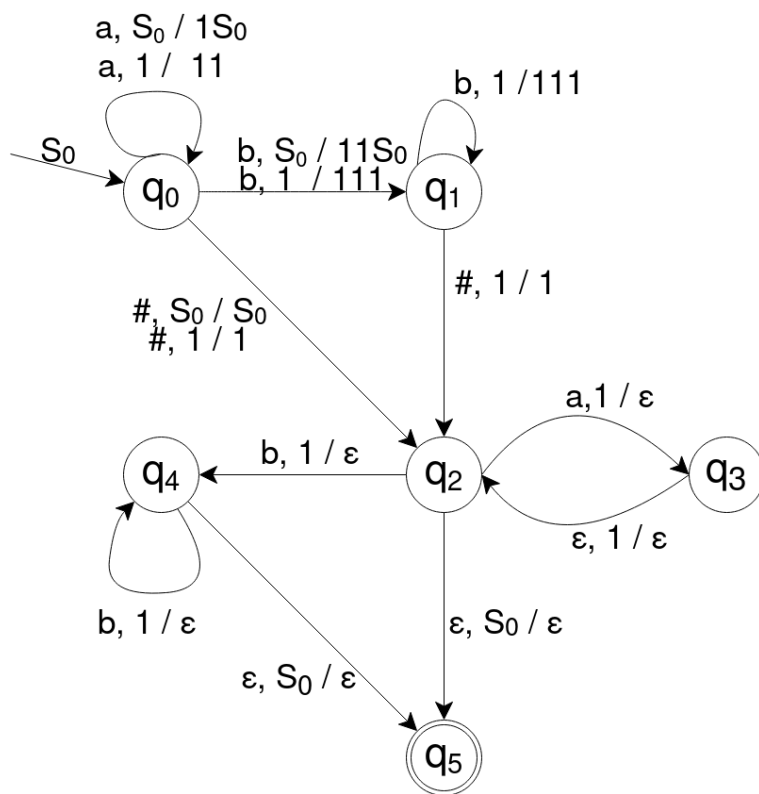 a, S₀ / 1S₀
a, 1 / 11
b, 1 /111
S₀
b, S₀ / 11S₀
b, 1 / 111
q₀
q₁
#, 1 / 1
#, S₀ / S₀
#, 1 / 1
a,1 / ε
b, 1 / ε
q₄
q₂
q₃
ε, 1 / ε
b, 1 / ε
ε, S₀ / ε
ε, S₀ / ε
q₅